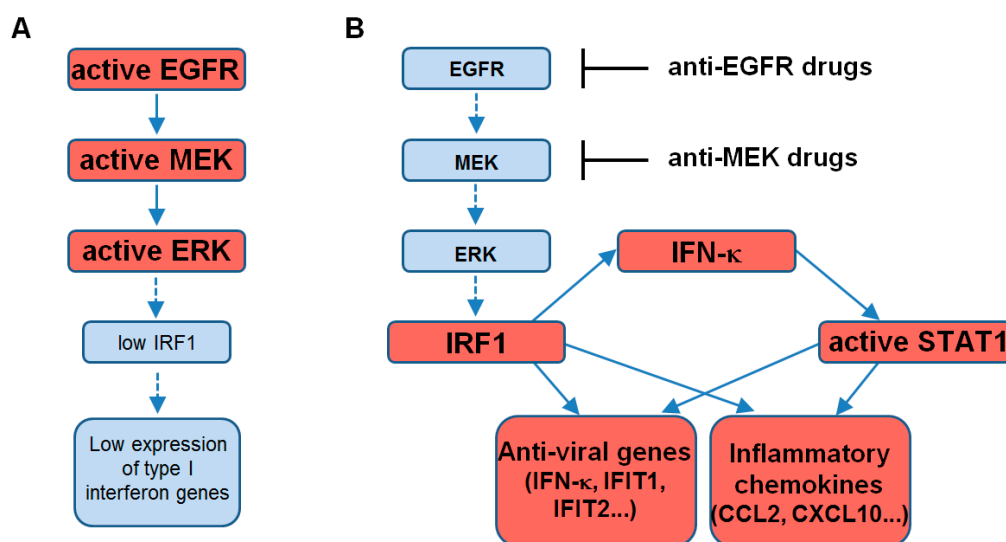 A
active EGFR
active MEK
active ERK
low IRF1
Low expression
of type I
interferon genes
B
EGFR
anti-EGFR drugs
MEK
anti-MEK drugs
ERK
IFN-κ
IRF1
active STAT1
Anti-viral genes
(IFN-κ, IFIT1,
IFIT2...)
Inflammatory
chemokines
(CCL2, CXCL10...)